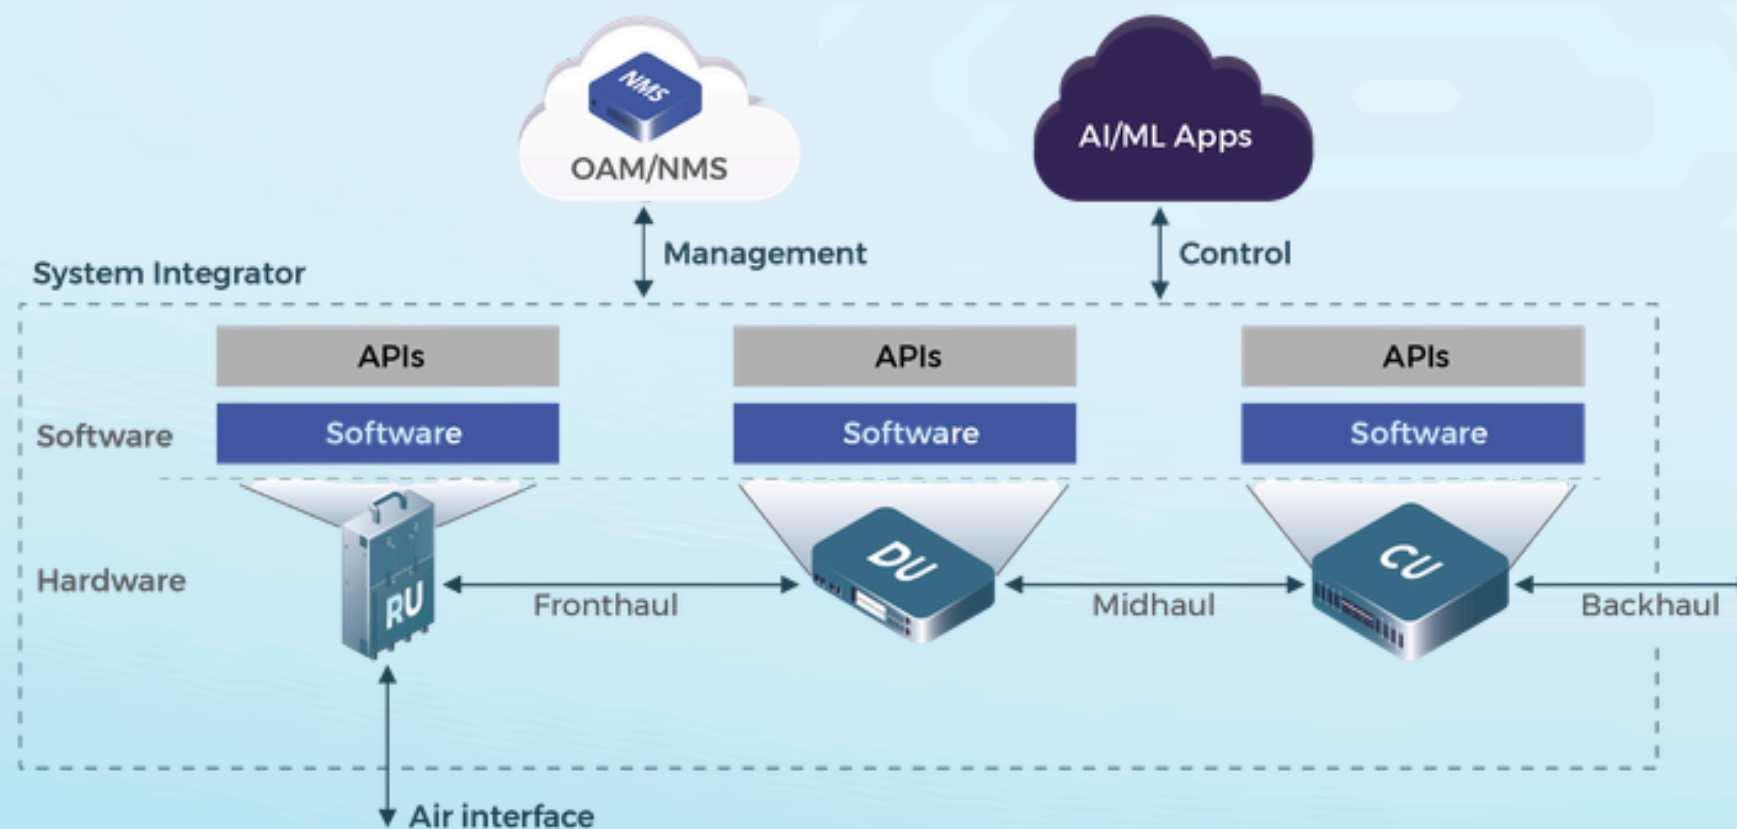 NMS
OAM/NMS
AI/ML Apps
Management
Control
System Integrator
APIs
APIs
APIs
Software
Software
Software
Software
Hardware
RU
DU
CU
Fronthaul
Midhaul
Backhaul
Air interface